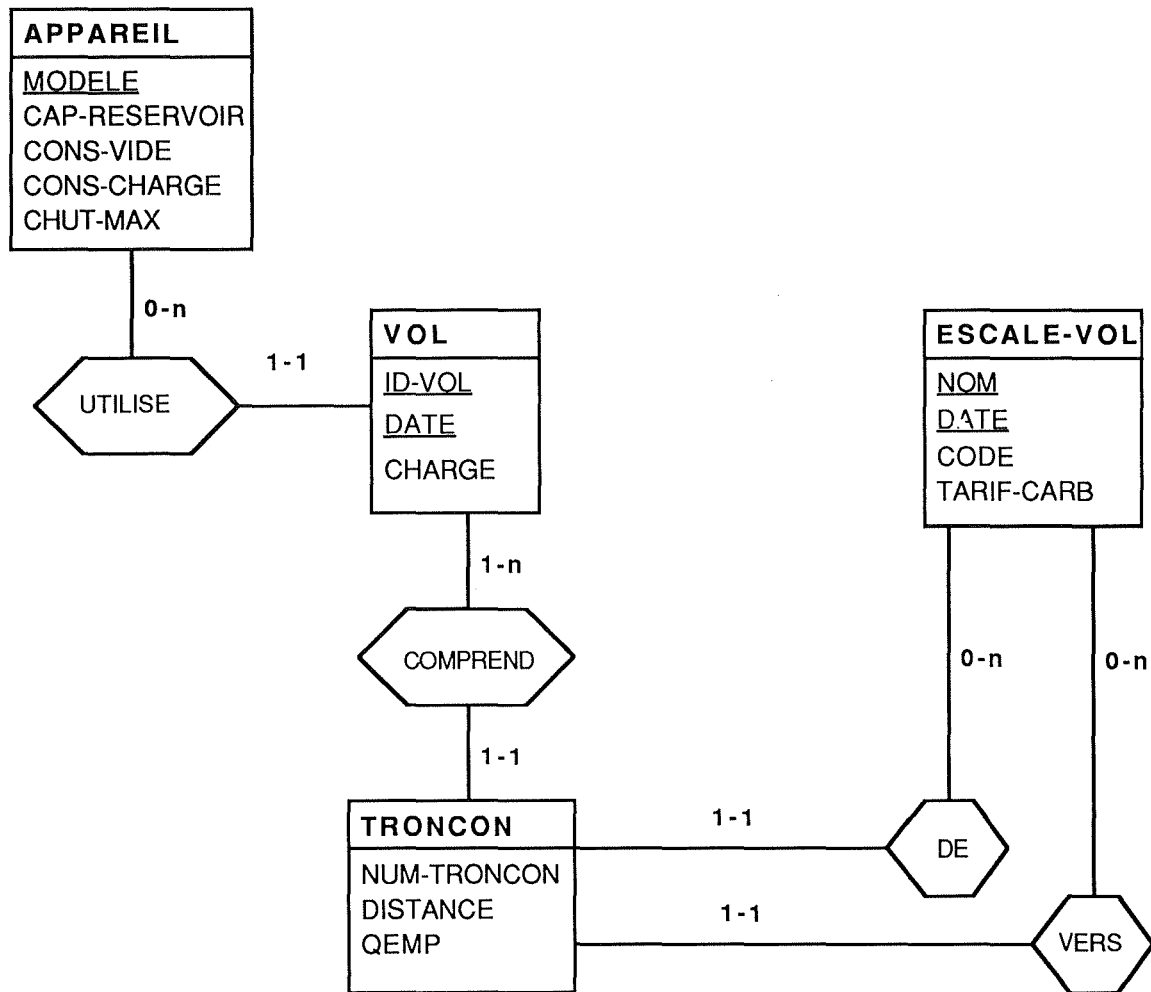 APPAREIL
MODELE
CAP-RESERVOIR
CONS-VIDE
CONS-CHARGE
CHUT-MAX
0-n
UTILISE
1-1
VOL
ID-VOL
DATE
CHARGE
ESCALE-VOL
NOM
DATE
CODE
TARIF-CARB
1-n
COMPREND
1-1
0-n
0-n
TRONCON
NUM-TRONCON
DISTANCE
QEMP
1-1
DE
1-1
VERS